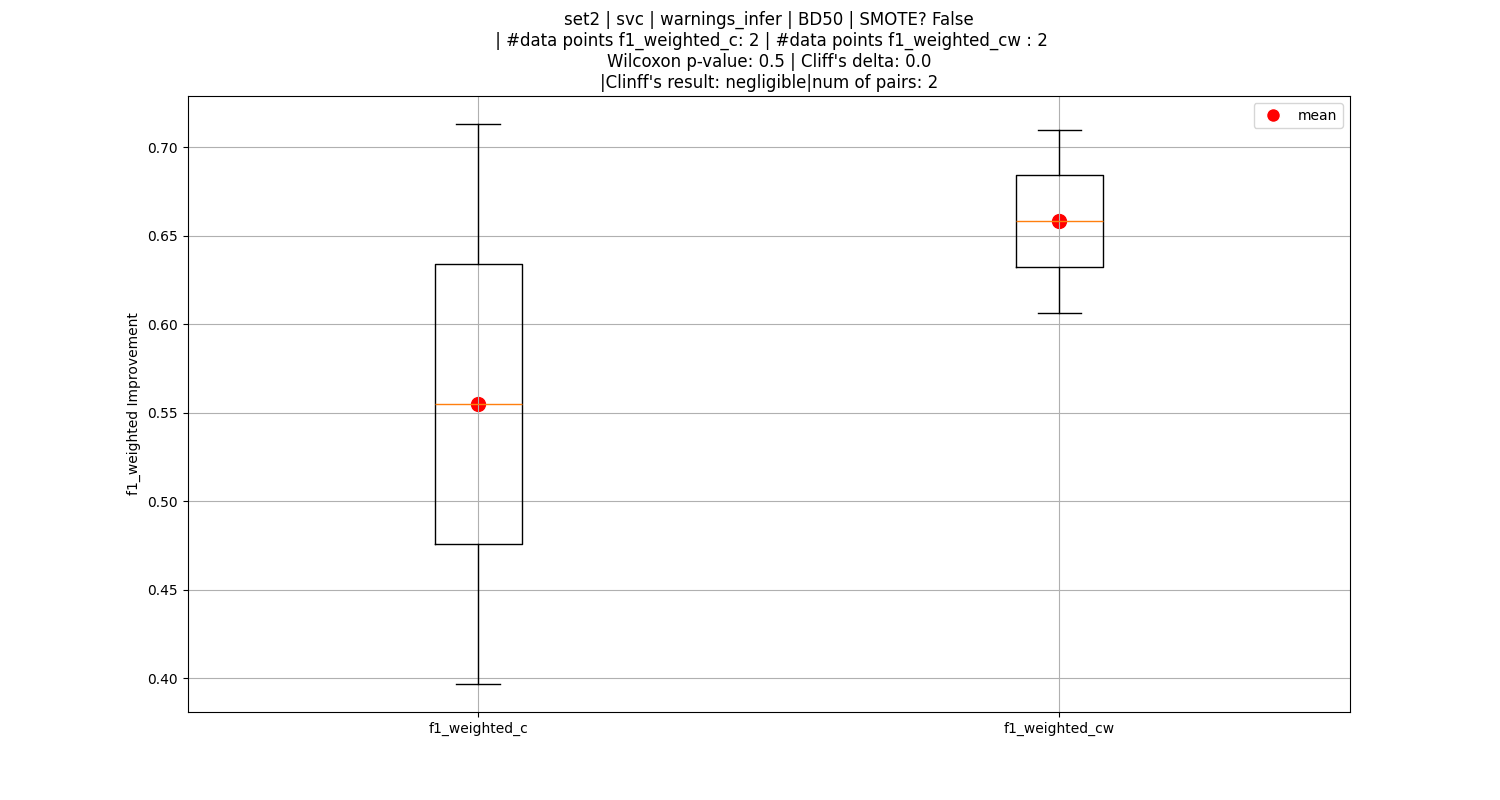 set2 | svc | warnings_infer | BD50 | SMOTE? False
| #data points f1_weighted_c: 2 | #data points f1_weighted_cw : 2
Wilcoxon p-value: 0.5 | Cliff's delta: 0.0
|Clinff's result: negligible|num of pairs: 2
mean
0.70
0.65
0.60
0.55
0.50
0.45
0.40
f1_weighted Improvement
f1_weighted_c
f1_weighted_cw